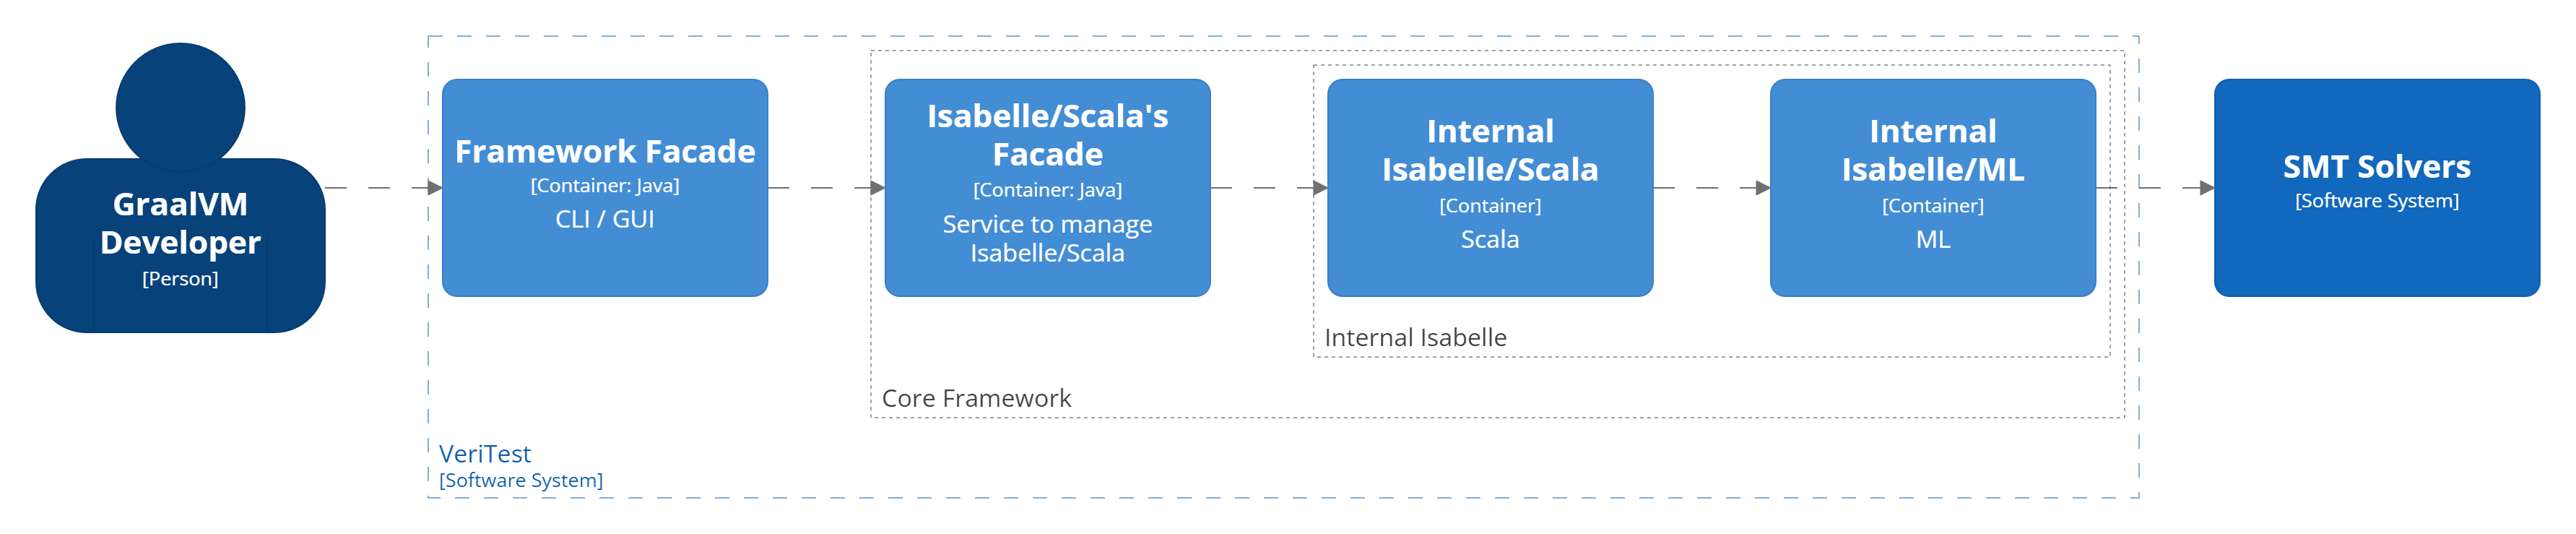 GraalVM
Developer
[Person]
Framework Facade
[Container: Java]
CLI / GUI
Isabelle/Scala's
Facade
[Container: Java]
Service to manage
Isabelle/Scala
Internal
Isabelle/Scala
[Container]
Scala
Internal
Isabelle/ML
[Container]
ML
SMT Solvers
[Software System]
Internal Isabelle
Core Framework
VeriTest
[Software System]